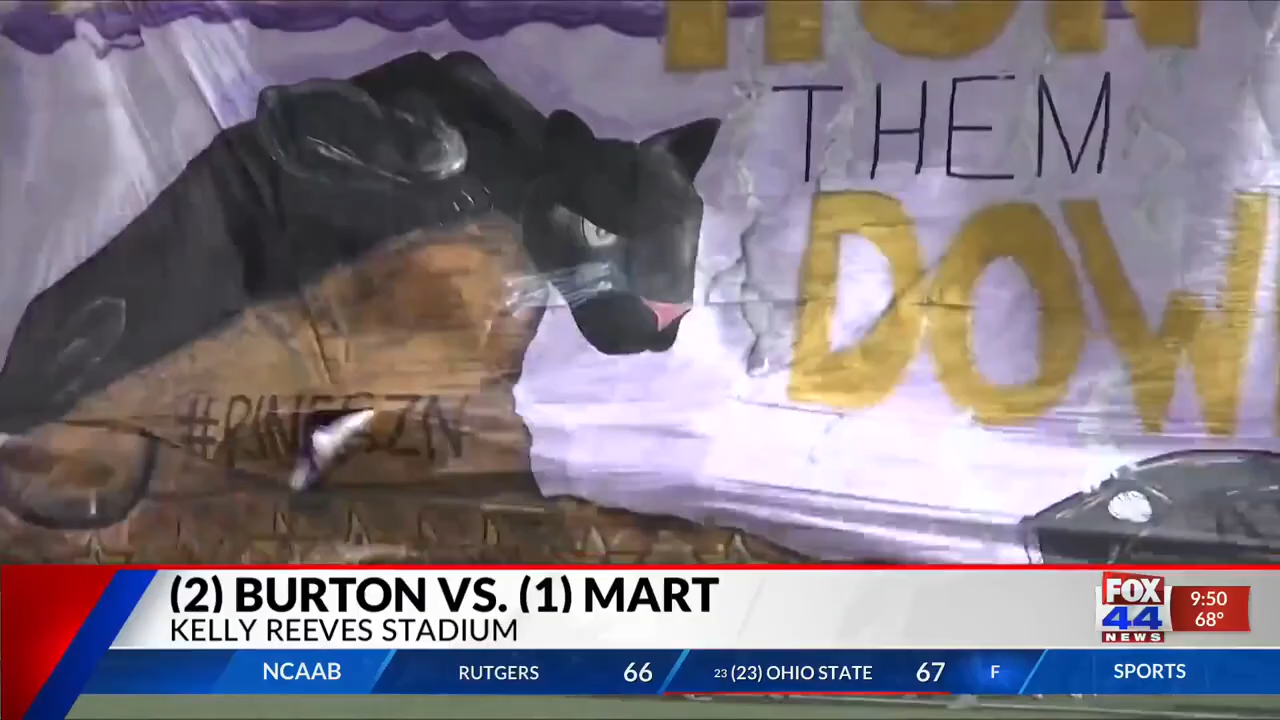 THEM
(2) BURTON VS. (1) MART
KELLY REEVES STADIUM
FOX
44
NEWS
9:50
68°
NCAAB
RUTGERS 66
23 (23) OHIO STATE 67
F
SPORTS